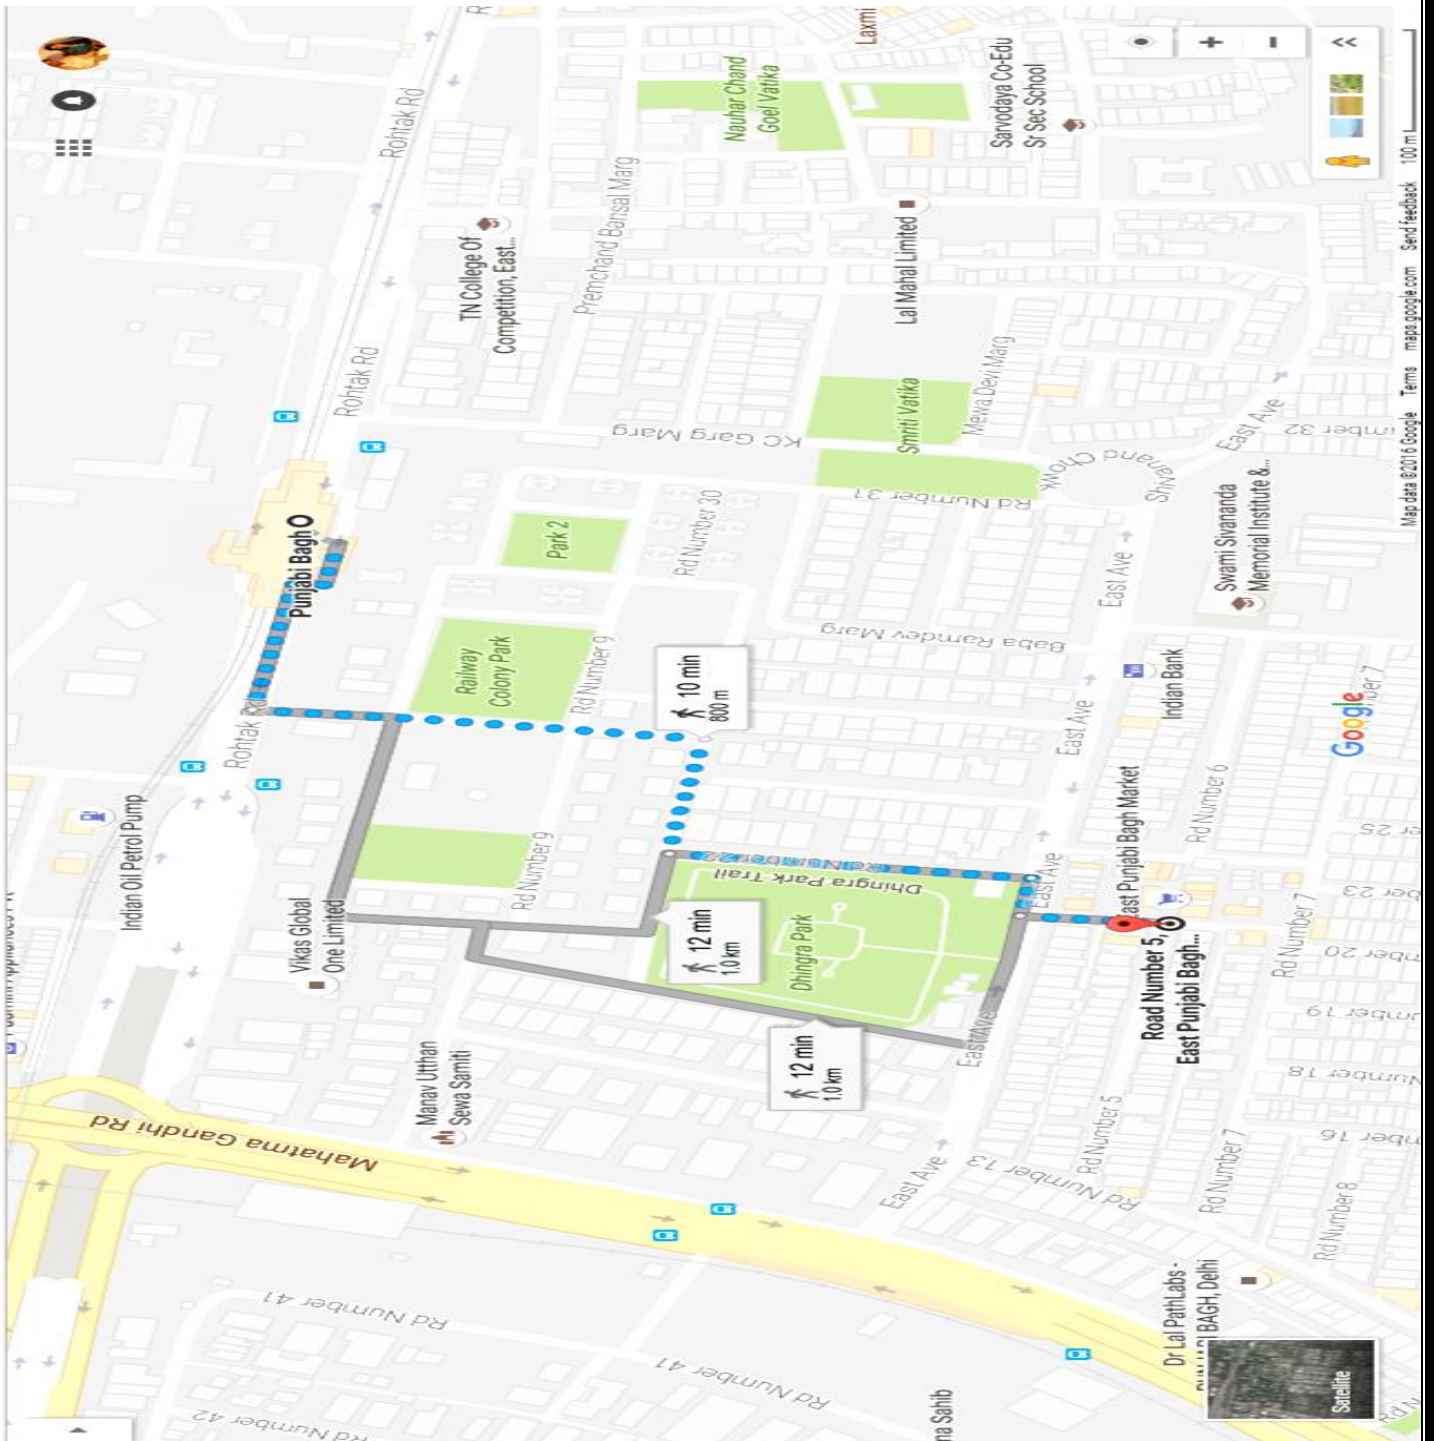 Indian Oil Petrol Pump
Rohtak Rd
Punjabi Bagh
Rohtak Rd
Rohtak Rd
Vikas Global
One Limited
Manav Utthan
Sewa Samiti
Mahatma Gandhi Rd
TN College Of
Competition, East...
Railway
Colony Park
Park 2
Rd Number 9
Rd Number 9
Premchand Bansal Marg
KC Garg Marg
Rd Number 30
10 min
800 m
12 min
1.0 km
12 min
1.0 km
Nauhar Chand
Goel Vatika
Laxmi
Rd Number 22
Dhingra Park Trail
Dhingra Park
Baba Ramdev Marg
Rd Number 31
Smriti Vatika
Lal Mahal Limited
Mewa Devi Marg
Sarvodaya Co-Edu
Sr Sec School
Shivanand Chowk
East Ave
East Ave
East Ave
East Ave
East Ave
East Ave
Indian Bank
East Punjabi Bagh Market
Road Number 5,
East Punjabi Bagh...
Swami Sivananda
Memorial Institute &...
Rd Number 5
Rd Number 6
Rd Number 7
Rd Number 7
Rd Number 8
Rd Number 13
Number 18
Rd Number 41
Rd Number 41
Number 42
Dr Lal PathLabs -
BAGH, Delhi
Satellite
Google
Map data ©2016 Google Terms maps.google.com Send feedback 100 m